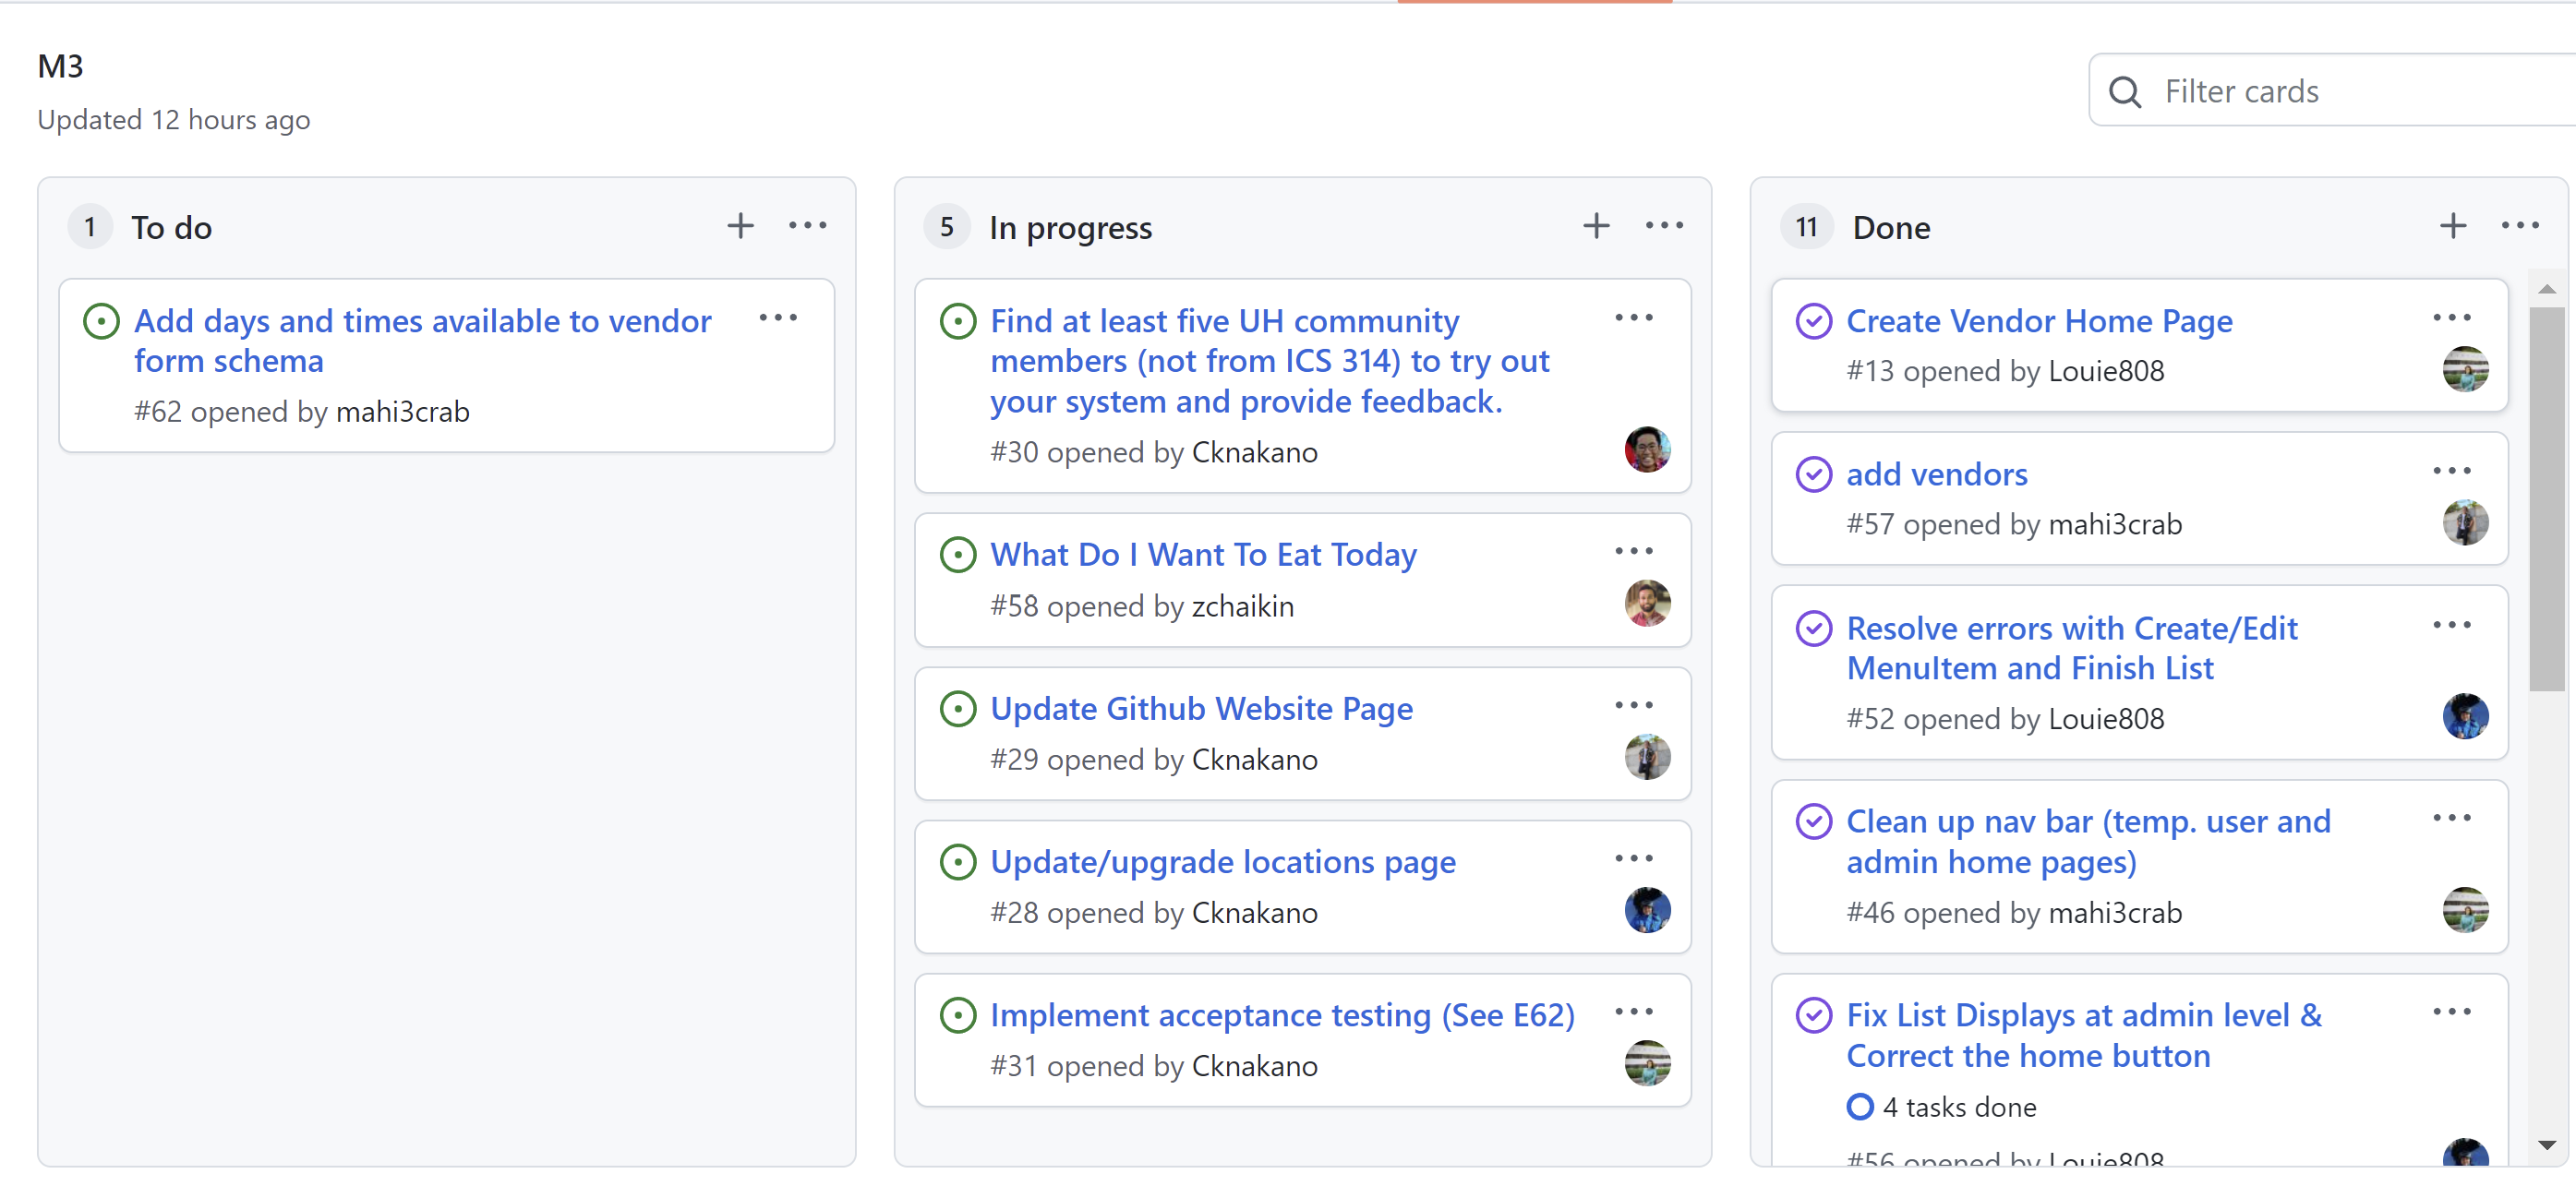 M3
Updated 12 hours ago
Filter cards
1 To do
Add days and times available to vendor
form schema
#62 opened by mahi3crab
5 In progress
Find at least five UH community
members (not from ICS 314) to try out
your system and provide feedback.
#30 opened by Cknakano
What Do I Want To Eat Today
#58 opened by zchaikin
Update Github Website Page
#29 opened by Cknakano
Update/upgrade locations page
#28 opened by Cknakano
Implement acceptance testing (See E62)
#31 opened by Cknakano
11 Done
Create Vendor Home Page
#13 opened by Louie808
add vendors
#57 opened by mahi3crab
Resolve errors with Create/Edit
MenuItem and Finish List
#52 opened by Louie808
Clean up nav bar (temp. user and
admin home pages)
#46 opened by mahi3crab
Fix List Displays at admin level &
Correct the home button
4 tasks done
#56 opened by Louie808